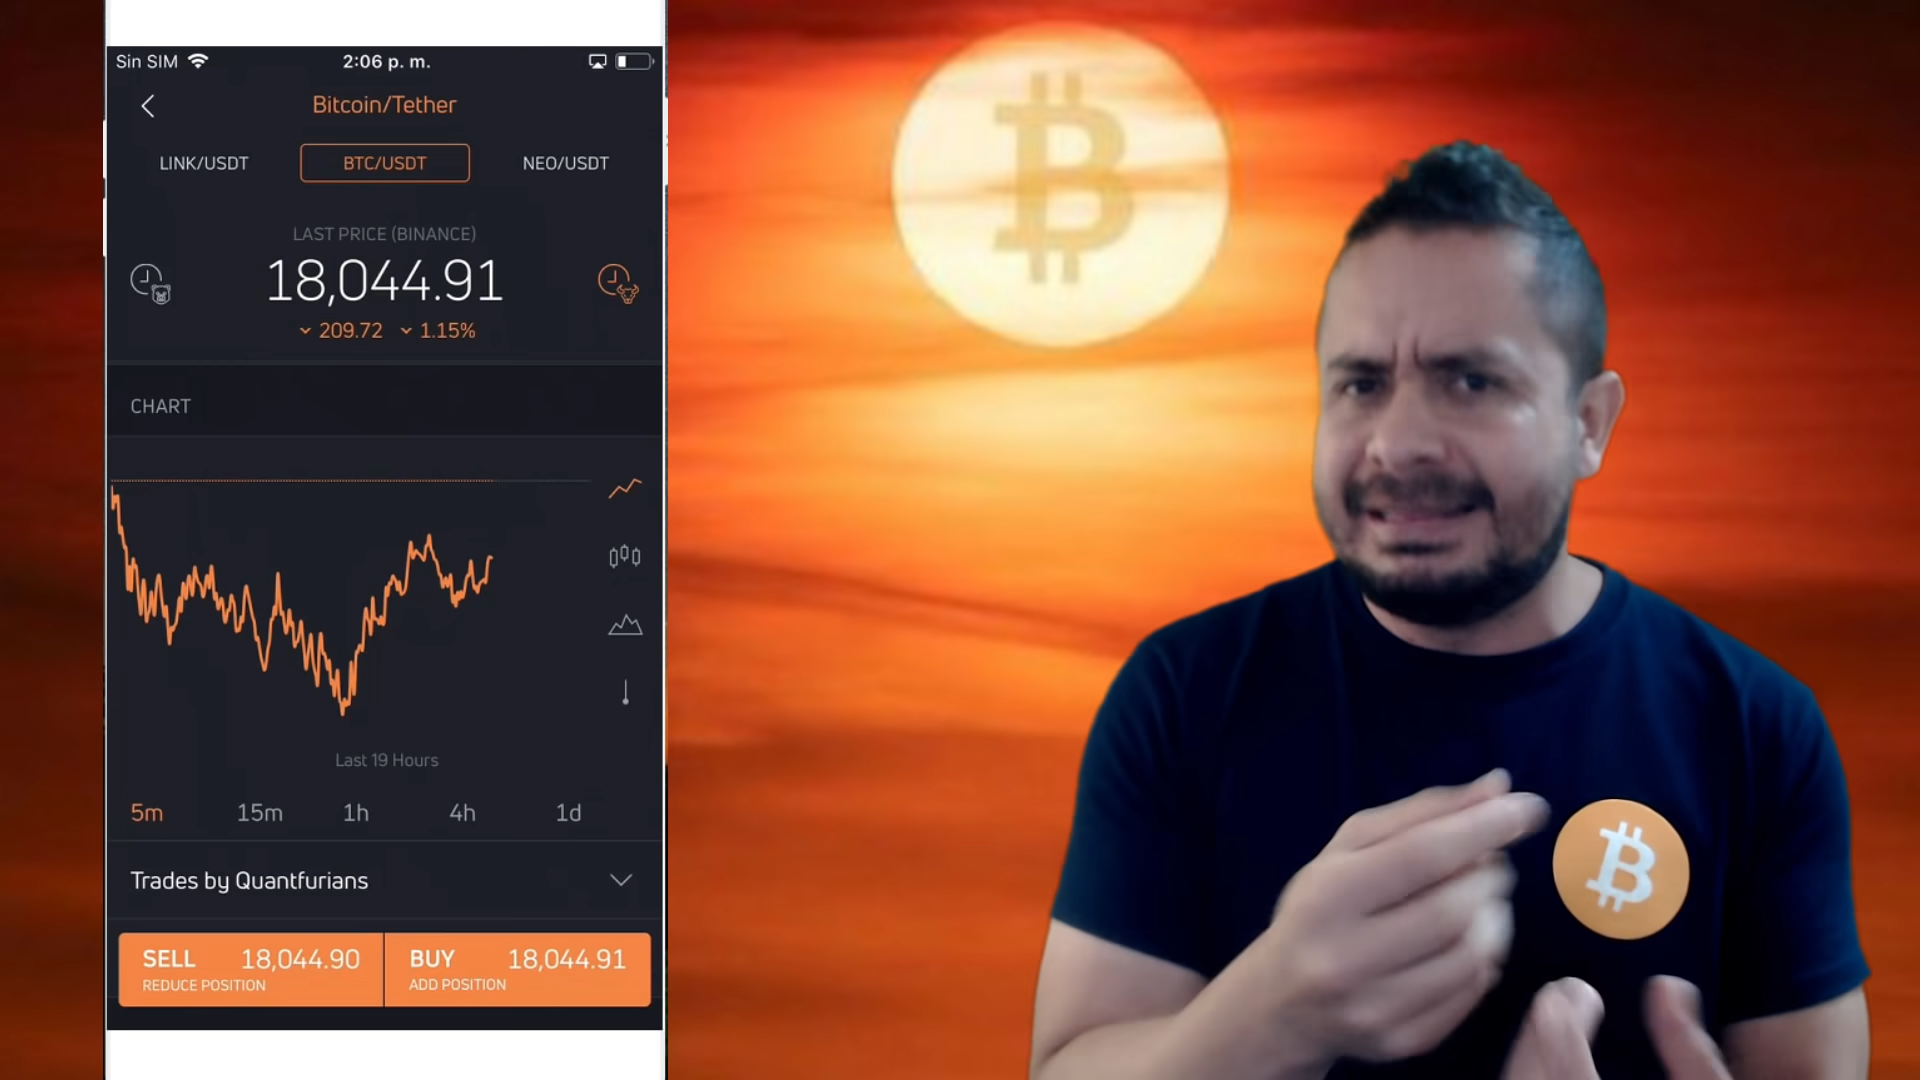 Sin SIM
2:06 p. m.
Bitcoin/Tether
LINK/USDT
BTC/USDT
NEO/USDT
LAST PRICE (BINANCE)
18,044.91
209.72 1.15%
CHART
Last 19 Hours
5m 15m 1h 4h 1d
Trades by Quantfurians
SELL 18,044.90
REDUCE POSITION
BUY 18,044.91
ADD POSITION